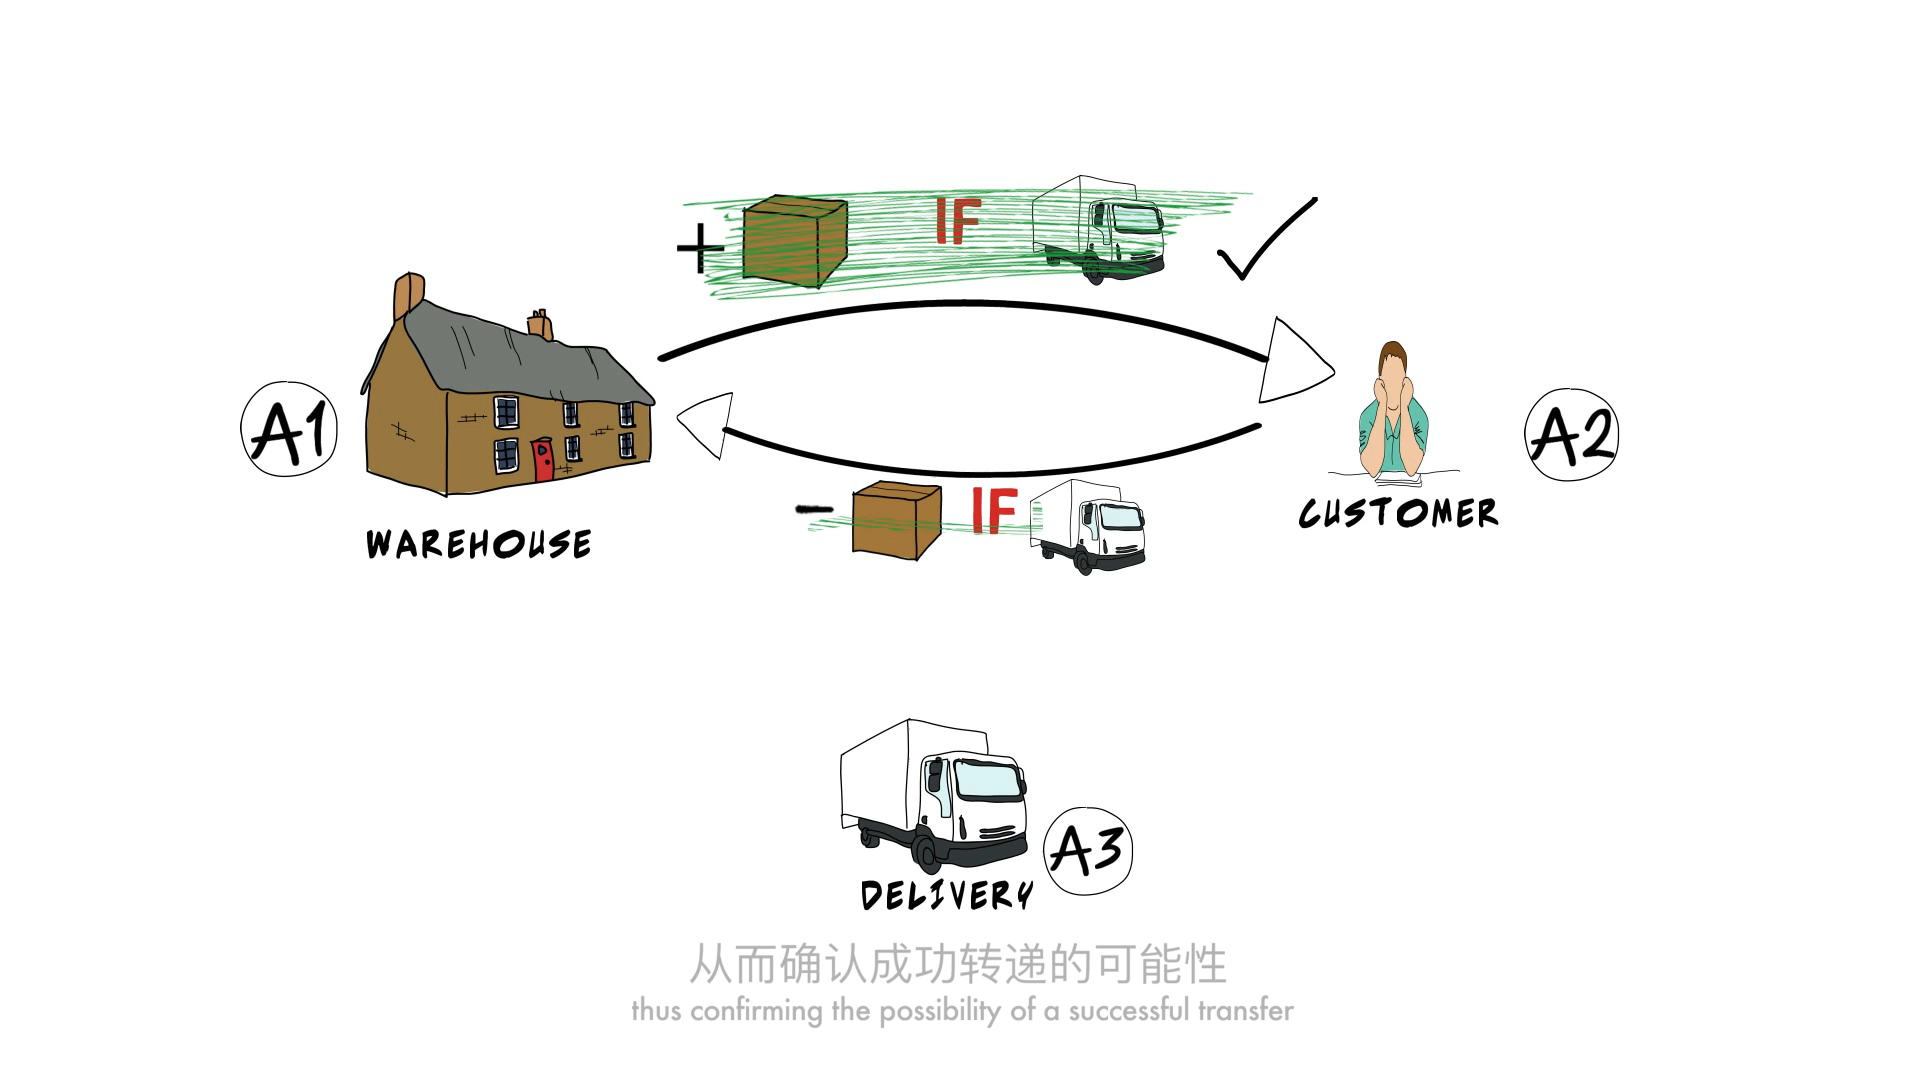 + IF ✓
A1
WAREHOUSE
- IF
CUSTOMER
A2
DELIVERY
A3
从而确认成功转递的可能性
thus confirming the possibility of a successful transfer